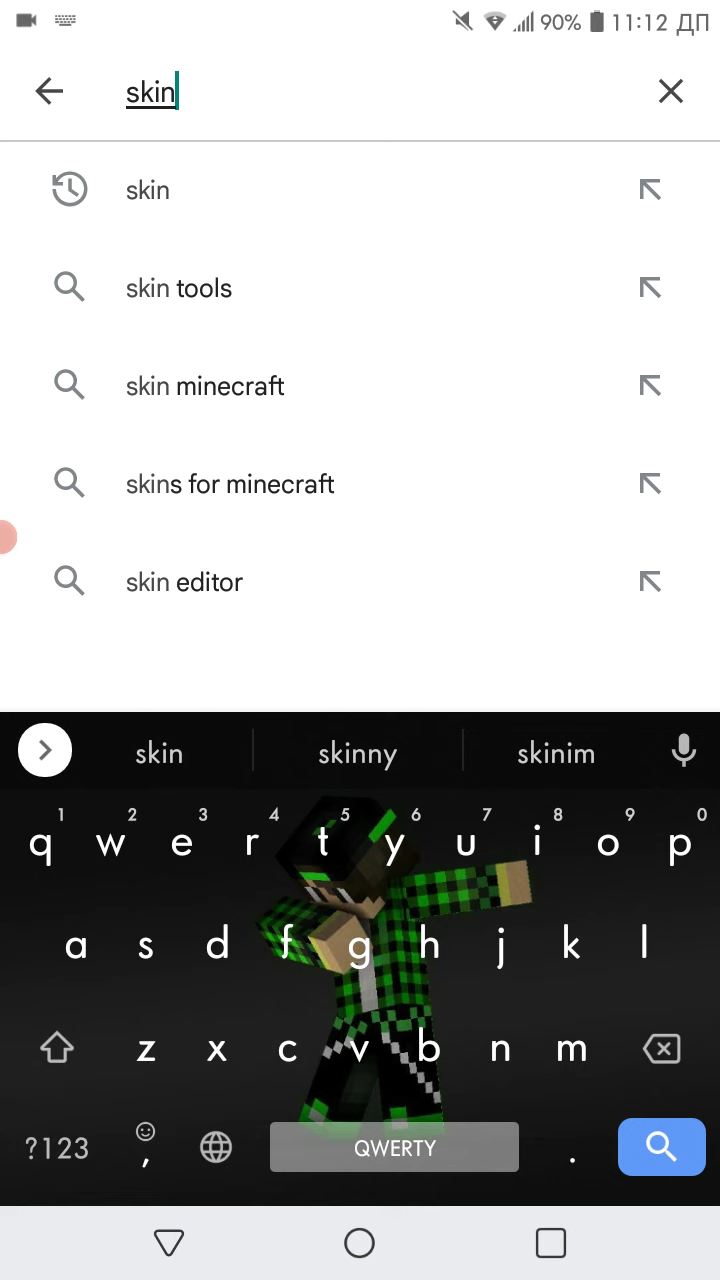 90% 11:12 ДП
skin
skin
skin tools
skin minecraft
skins for minecraft
skin editor
skin skinny skinim
1 2 3 4 5 6 7 8 9 0
q w e r t y u i o p
a s d f g h j k l
z x c v b n m
?123 , QWERTY .